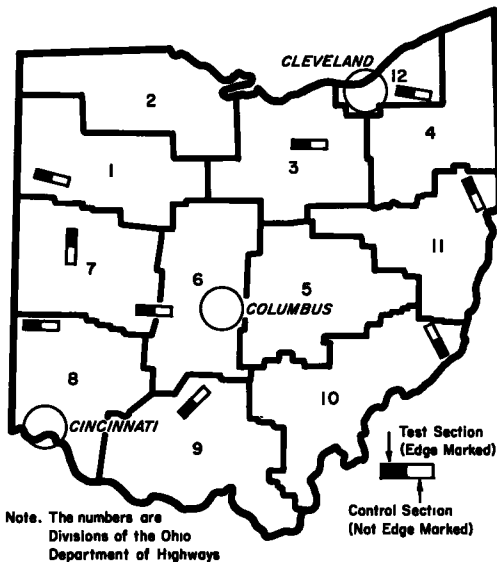 CLEVELAND
12
2
4
3
1
11
7
6
5
COLUMBUS
8
10
CINCINNATI
9
Test Section
(Edge Marked)
Control Section
(Not Edge Marked)
Note. The numbers are
Divisions of the Ohio
Department of Highways